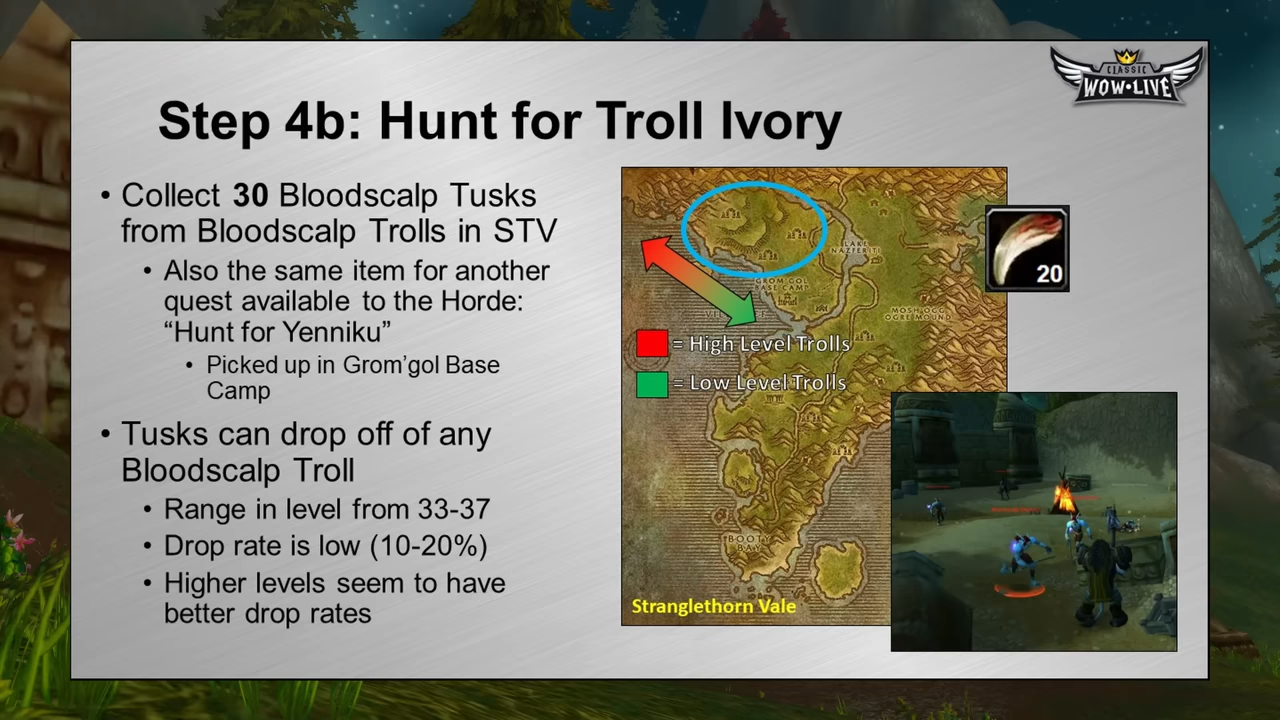 CLASSIC
WOW•LIVE
Step 4b: Hunt for Troll Ivory
• Collect 30 Bloodscalp Tusks
from Bloodscalp Trolls in STV
• Also the same item for another
quest available to the Horde:
“Hunt for Yenniku”
• Picked up in Grom’gol Base
Camp
• Tusks can drop off of any
Bloodscalp Troll
• Range in level from 33-37
• Drop rate is low (10-20%)
• Higher levels seem to have
better drop rates
LAKE
NAZFERITI
GROM GOL
BASE CAMP
MOSH OGG
OGRE MOUND
= High Level Trolls
= Low Level Trolls
BOOTY
BAY
Stranglethorn Vale
20